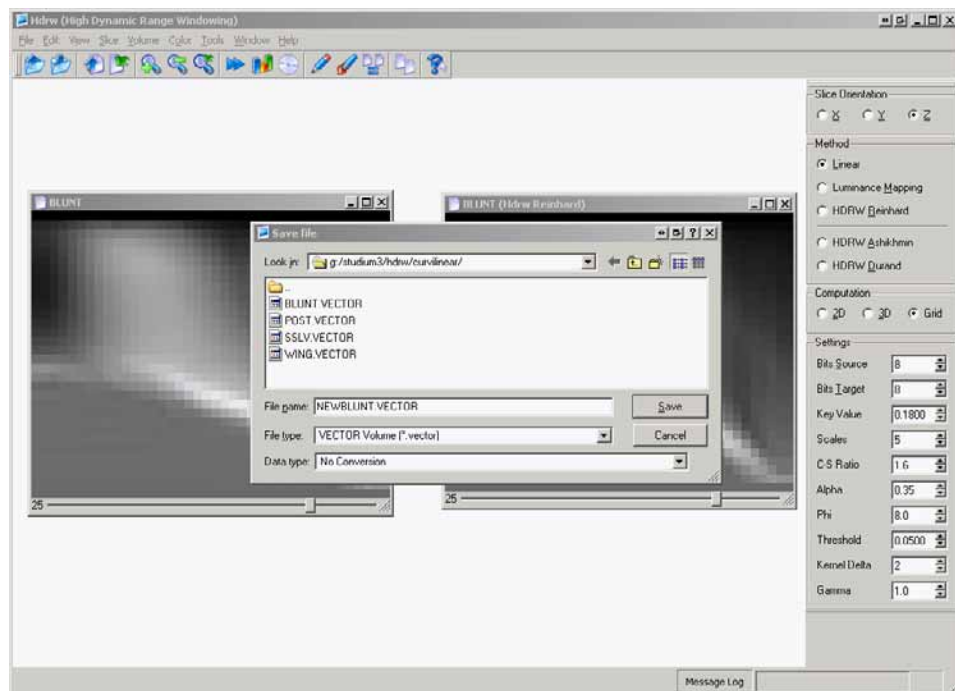 Hdrw (High Dynamic Range Windowing)
File Edit View Slice Volume Color Tools Window Help
BLUNT
25
BLUNT (Hdrw Reinhard)
25
Save file
Look in: g:/studium3/hdrw/curvilinear/
..
BLUNT.VECTOR
POST.VECTOR
SSLV.VECTOR
WING.VECTOR
File name: NEWBLUNT.VECTOR Save
File type: VECTOR Volume (*.vector) Cancel
Data type: No Conversion
Slice Orientation
X Y Z
Method
Linear
Luminance Mapping
HDRW Reinhard
HDRW Ashikhmin
HDRW Durand
Computation
2D 3D Grid
Settings
Bits Source 8
Bits Target 8
Key Value 0.1800
Scales 5
C-S Ratio 1.6
Alpha 0.35
Phi 8.0
Threshold 0.0500
Kernel Delta 2
Gamma 1.0
Message Log